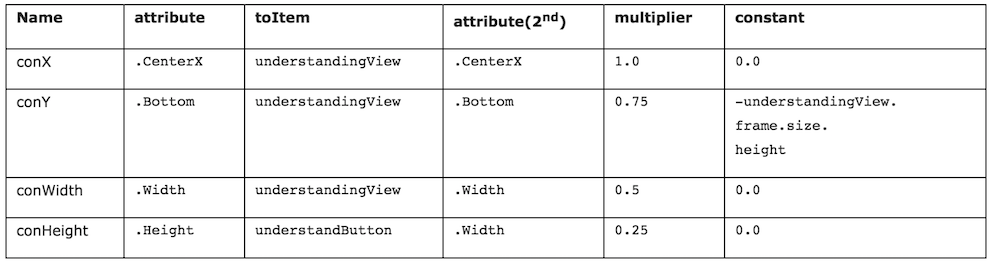 Name attribute toItem attribute(2nd) multiplier constant
conX .CenterX understandingView .CenterX 1.0 0.0
conY .Bottom understandingView .Bottom 0.75 -understandingView.
frame.size.
height
conWidth .Width understandingView .Width 0.5 0.0
conHeight .Height understandButton .Width 0.25 0.0